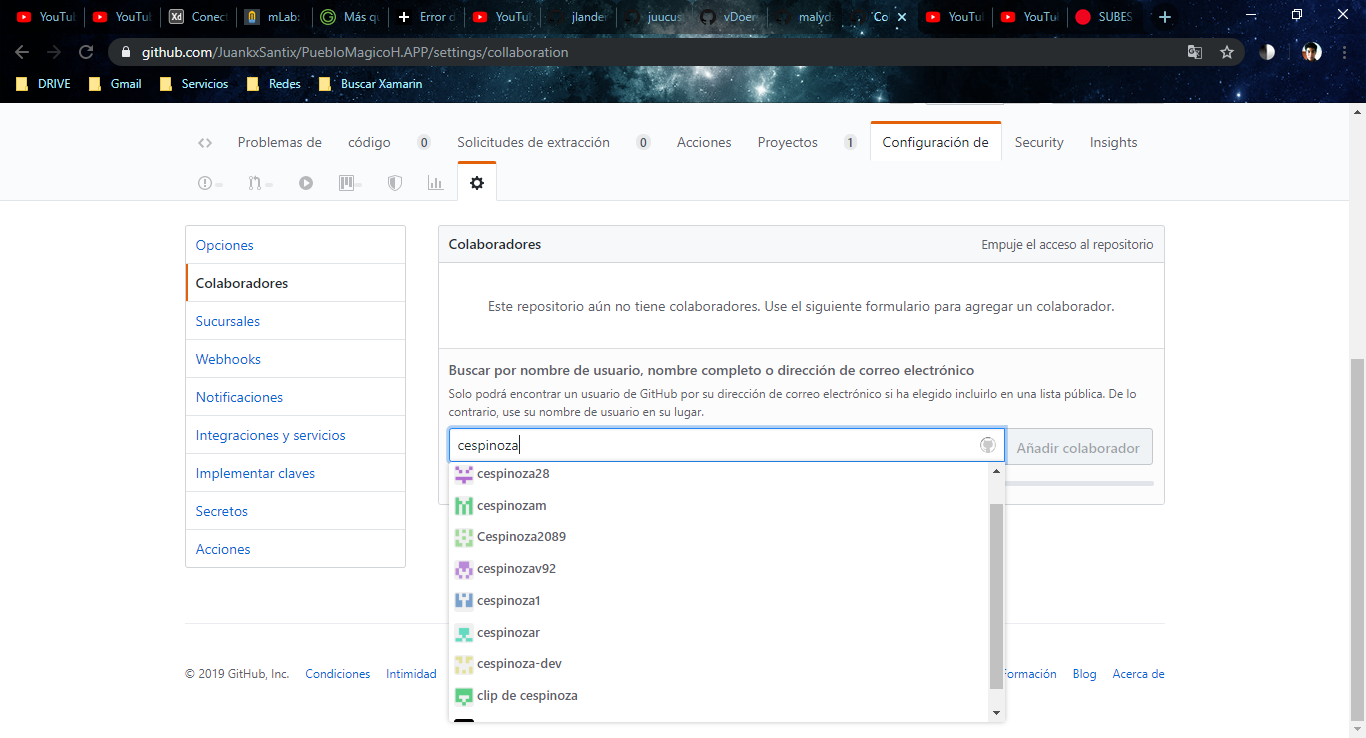 YouTu
YouTub
Conect
mLab:
Más qu
Error d
YouTu
jlander
juucus
vDoer
malyda
Co
YouTu
YouTu
SUBES
github.com/JuankxSantix/PuebloMagicoH.APP/settings/collaboration
DRIVE Gmail Servicios Redes Buscar Xamarin
Problemas de código 0 Solicitudes de extracción 0 Acciones Proyectos 1 Configuración de Security Insights
Opciones
Colaboradores
Sucursales
Webhooks
Notificaciones
Integraciones y servicios
Implementar claves
Secretos
Acciones
Colaboradores Empuje el acceso al repositorio
Este repositorio aún no tiene colaboradores. Use el siguiente formulario para agregar un colaborador.
Buscar por nombre de usuario, nombre completo o dirección de correo electrónico
Solo podrá encontrar un usuario de GitHub por su dirección de correo electrónico si ha elegido incluirlo en una lista pública. De lo
contrario, use su nombre de usuario en su lugar.
cespinoza Añadir colaborador
cespinoza28
cespinozam
Cespinoza2089
cespinozav92
cespinoza1
cespinozar
cespinoza-dev
clip de cespinoza
© 2019 GitHub, Inc. Condiciones Intimidad formación Blog Acerca de